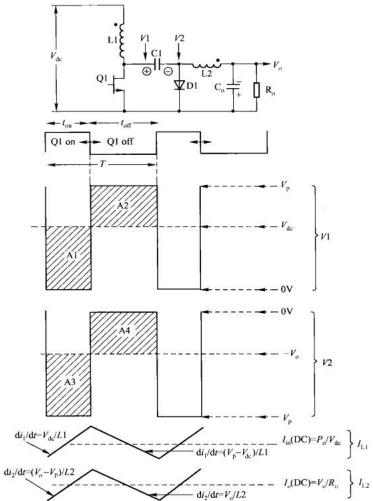 V_dc
L1
V1
C1
V2
⊕
⊖
L2
V_o
Q1
D1
C_o
− +
R_o
t_on
t_off
Q1 on
Q1 off
T
V_p
A2
V_dc
V1
A1
0V
0V
A4
V2
−V_o
A3
V_p
di_1/dt=V_dc/L1
I_in(DC)=P_o/V_dc
I_L1
di_2/dt=(V_o−V_p)/L2
di_1/dt=(V_p−V_dc)/L1
I_o(DC)=V_o/R_o
I_L2
di_2/dt=V_o/L2